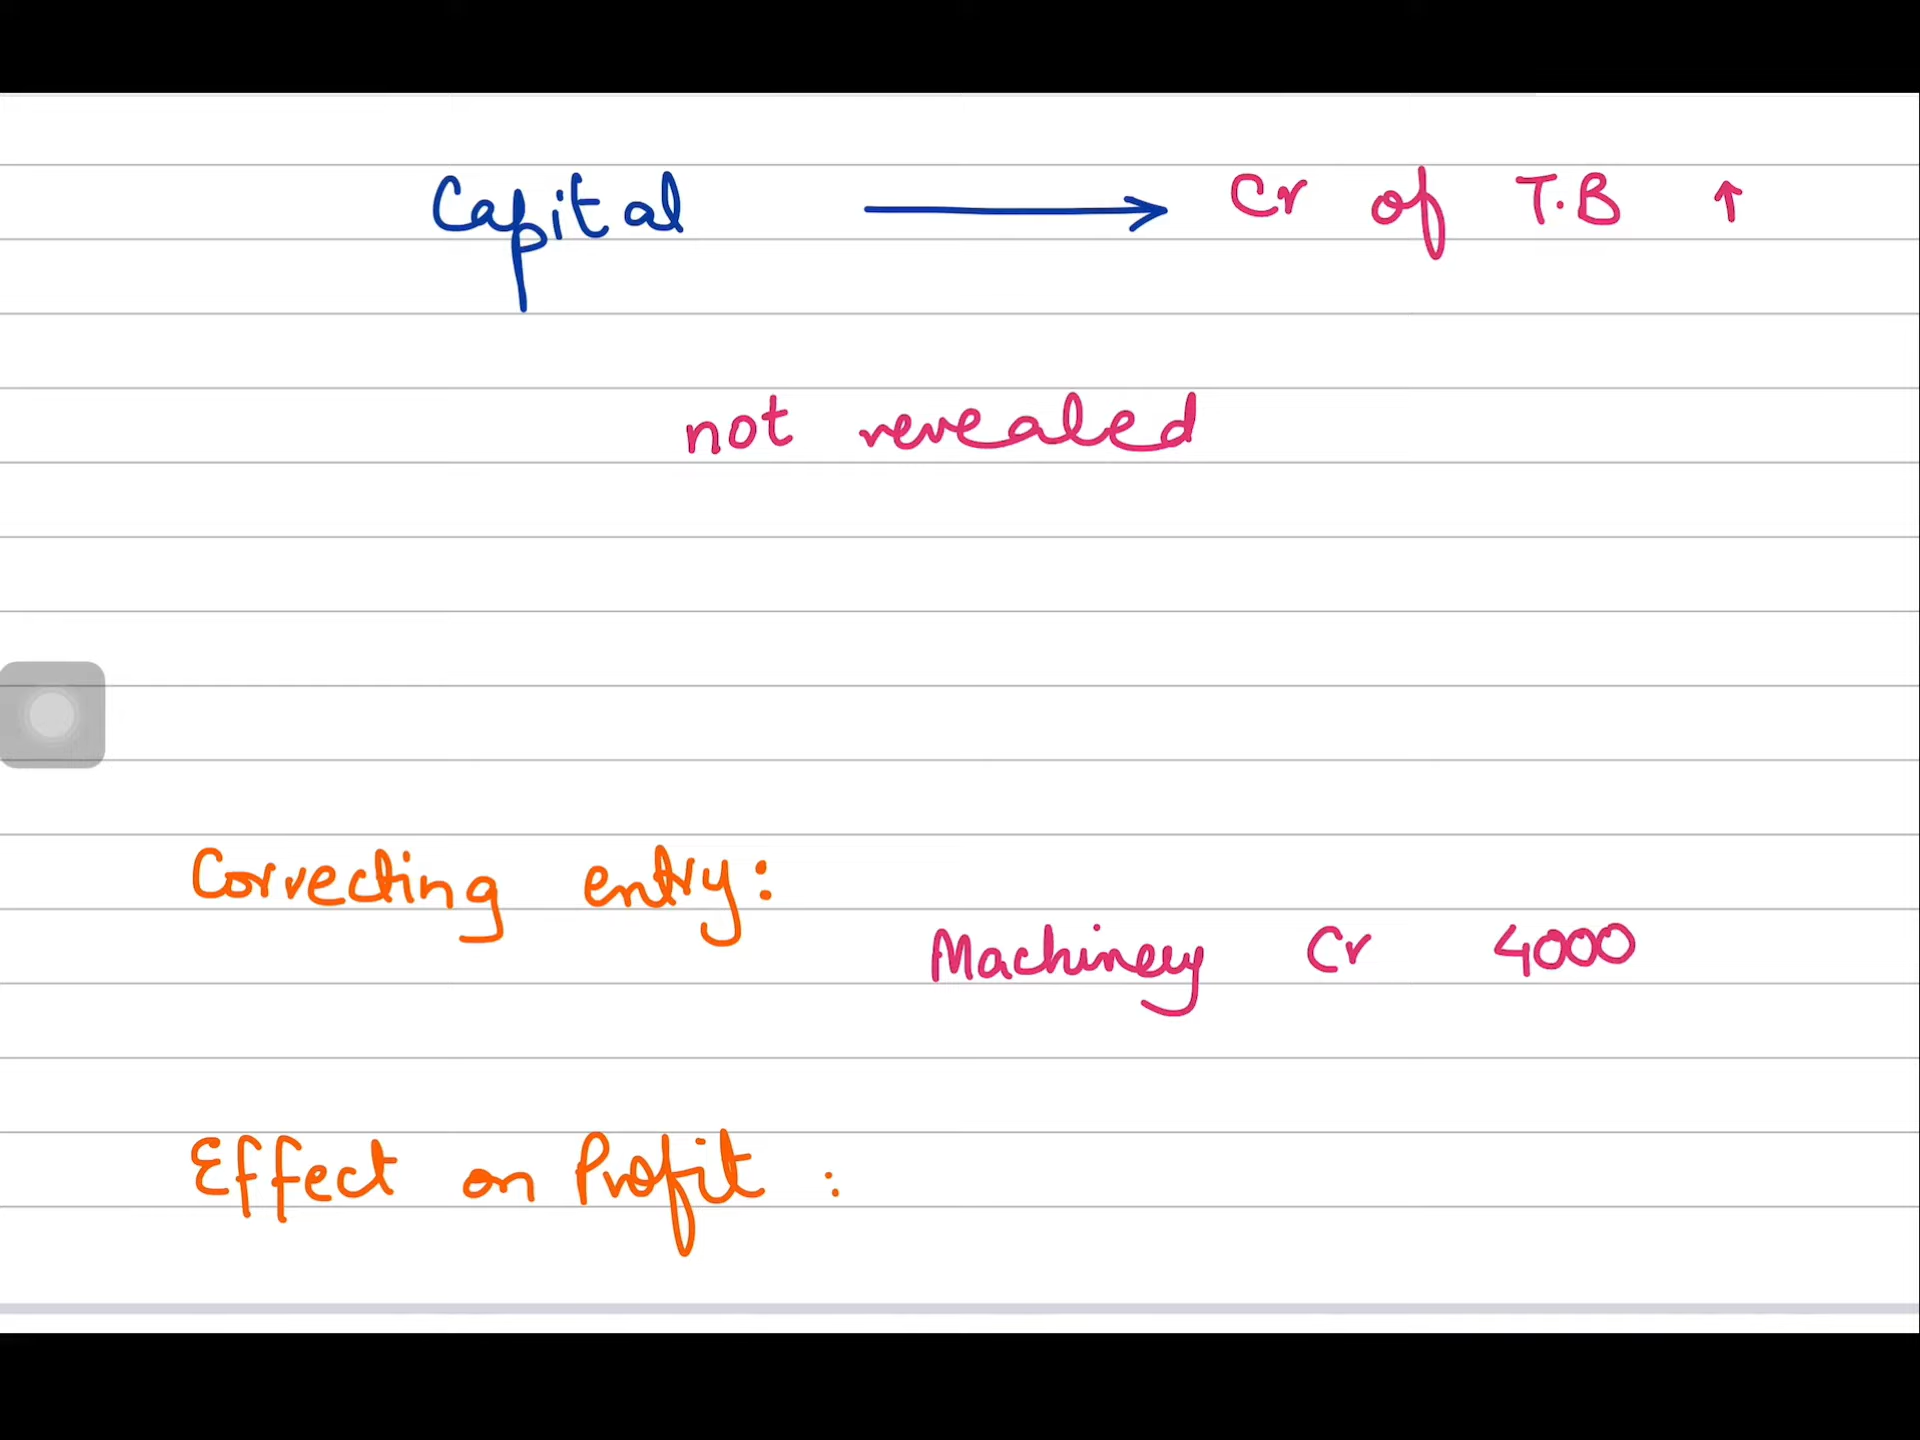 Capital → Cr of T.B ↑
not revealed
Correcting entry:
Machinery Cr 4000
Effect on Profit :